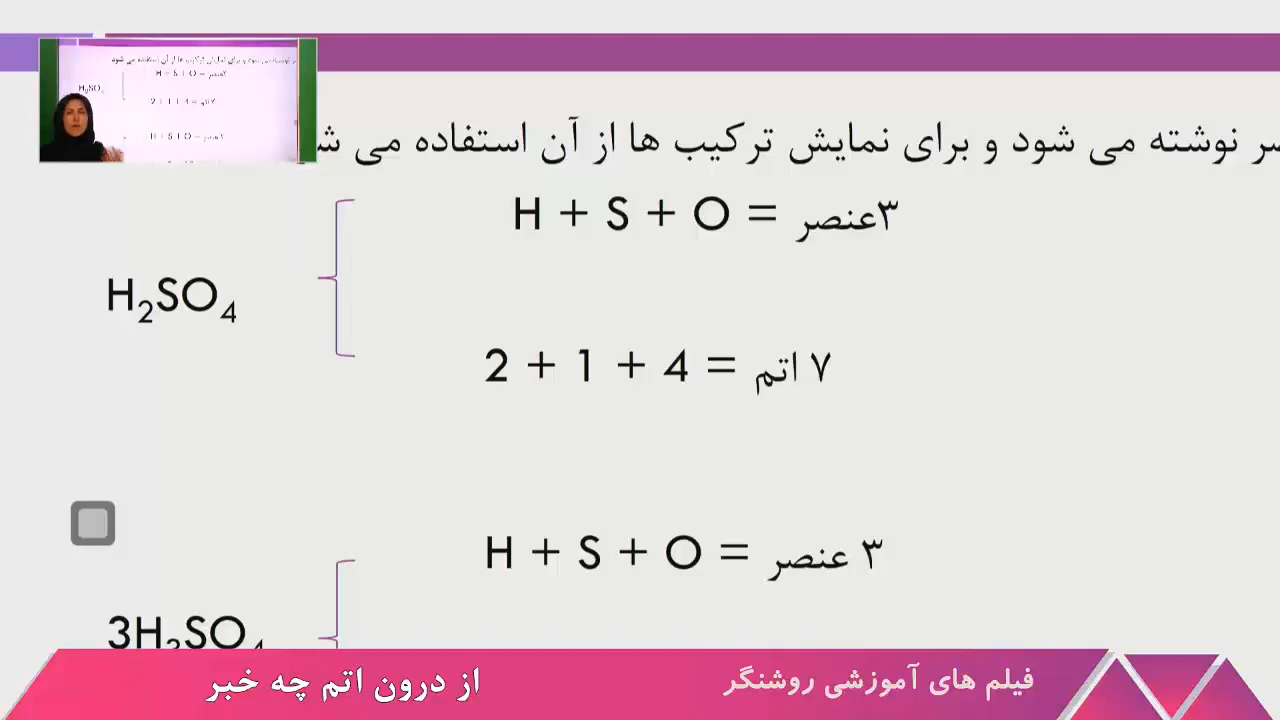 نوشته می شود و برای نمایش ترکیب ها از آن استفاده می
H + S + O = ۳عنصر
H₂SO₄
2 + 1 + 4 = ۷ اتم
H + S + O = ۳ عنصر
3H₂SO₄
از درون اتم چه خبر
فیلم های آموزشی روشنگر